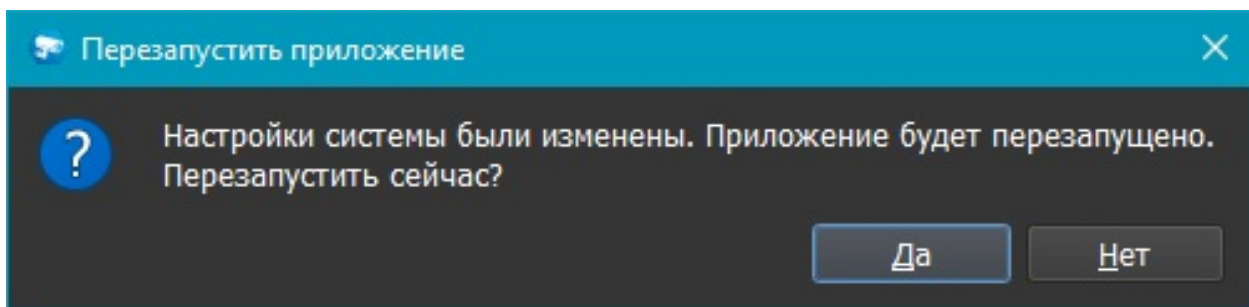 Перезапустить приложение
Настройки системы были изменены. Приложение будет перезапущено.
Перезапустить сейчас?
Да
Нет